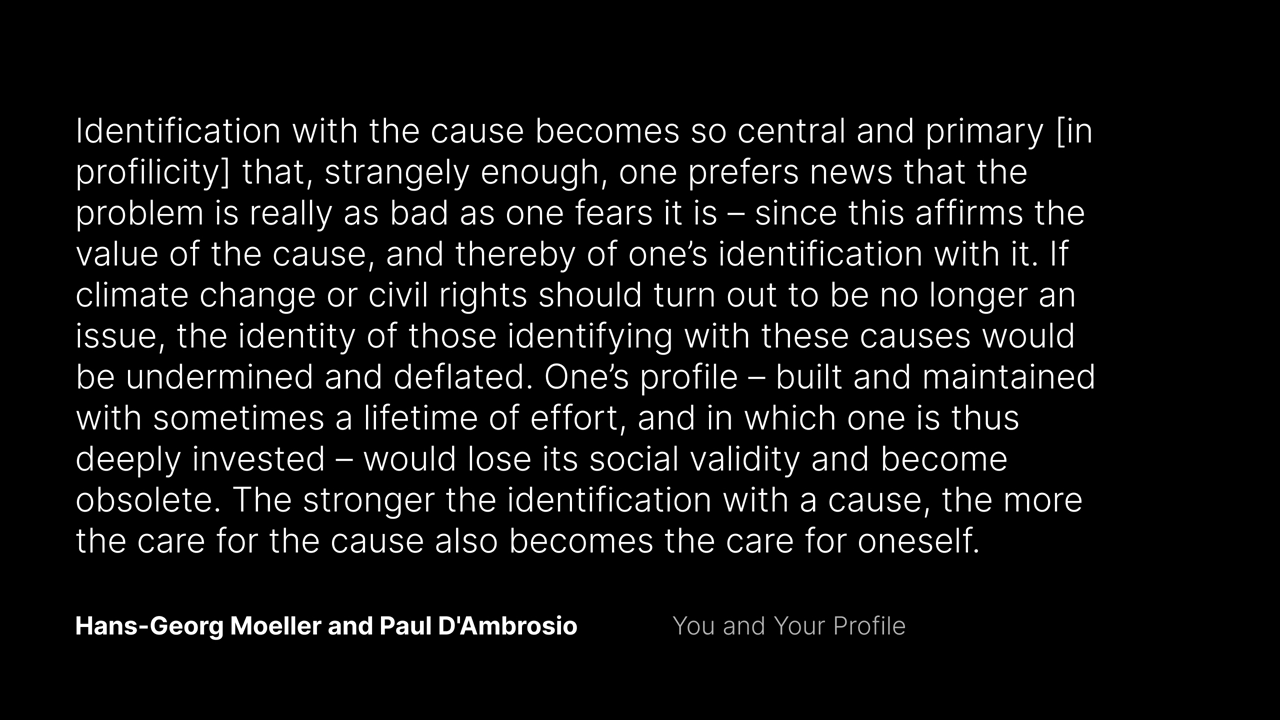 Identification with the cause becomes so central and primary [in
profilicity] that, strangely enough, one prefers news that the
problem is really as bad as one fears it is – since this affirms the
value of the cause, and thereby of one’s identification with it. If
climate change or civil rights should turn out to be no longer an
issue, the identity of those identifying with these causes would
be undermined and deflated. One’s profile – built and maintained
with sometimes a lifetime of effort, and in which one is thus
deeply invested – would lose its social validity and become
obsolete. The stronger the identification with a cause, the more
the care for the cause also becomes the care for oneself.
Hans-Georg Moeller and Paul D'Ambrosio You and Your Profile